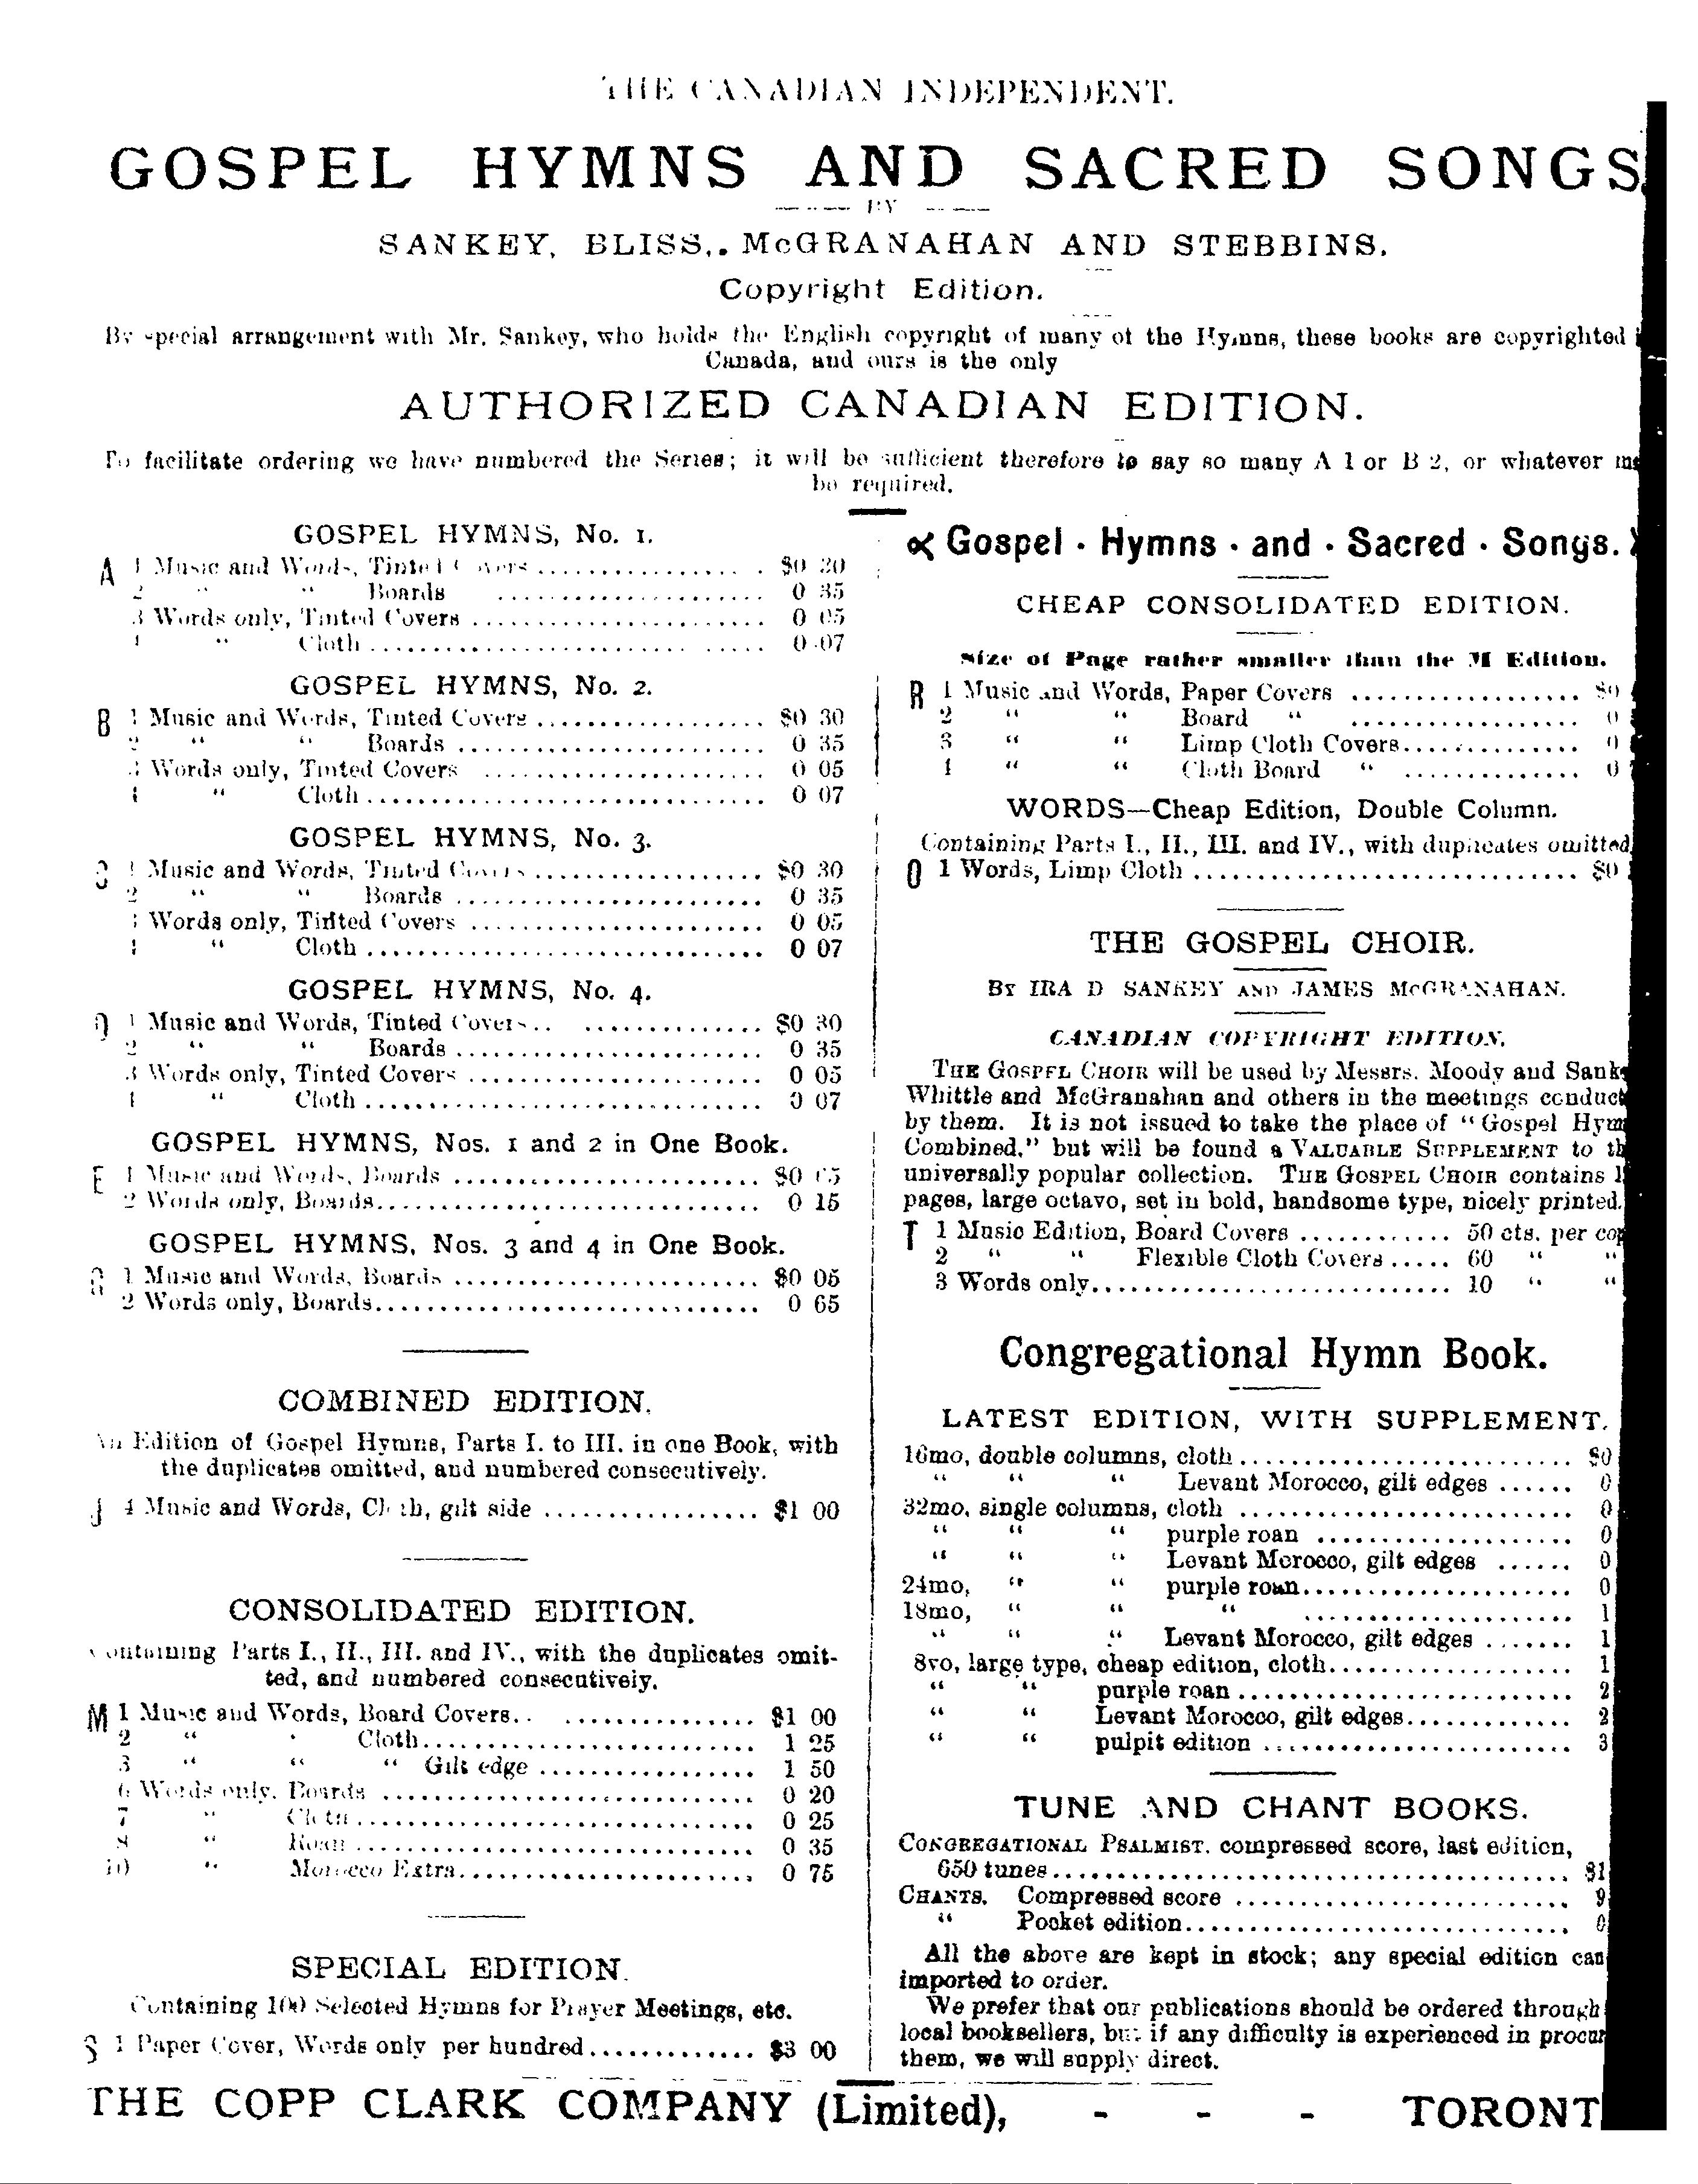 THE CANADIAN INDEPENDENT.
GOSPEL HYMNS AND SACRED SONGS
BY
SANKEY, BLISS,. McGRANAHAN AND STEBBINS.
Copyright Edition.
By special arrangement with Mr. Sankey, who holds the English copyright of many of the Hymns, these books are copyrighted
Canada, and ours is the only
AUTHORIZED CANADIAN EDITION.
To facilitate ordering we have numbered the Series; it will be sufficient therefore to say so many A 1 or B 2, or whatever
be required.
GOSPEL HYMNS, No. 1.
A 1 Music and Words, Tinted Covers ................. $0 30
2 " " Boards ..................... 0 35
3 Words only, Tinted Covers ....................... 0 05
4 " Cloth ............................... 0 07
GOSPEL HYMNS, No. 2.
B 1 Music and Words, Tinted Covers .................. $0 30
2 " " Boards ........................ 0 35
3 Words only, Tinted Covers ...................... 0 05
4 " Cloth ............................... 0 07
GOSPEL HYMNS, No. 3.
C 1 Music and Words, Tinted Covers .................. $0 30
2 " " Boards ........................ 0 35
3 Words only, Tinted Covers ....................... 0 05
4 " Cloth ............................... 0 07
GOSPEL HYMNS, No. 4.
D 1 Music and Words, Tinted Covers.. .............. $0 30
2 " " Boards ........................ 0 35
3 Words only, Tinted Covers ....................... 0 05
4 " Cloth ............................... 0 07
GOSPEL HYMNS, Nos. 1 and 2 in One Book.
E 1 Music and Words, Boards ......................... $0 65
2 Words only, Boards.............................. 0 15
GOSPEL HYMNS, Nos. 3 and 4 in One Book.
1 Music and Words, Boards ........................ $0 05
2 Words only, Boards.............................. 0 65
COMBINED EDITION.
An Edition of Gospel Hymns, Parts I. to III. in one Book, with
the duplicates omitted, and numbered consecutively.
J 4 Music and Words, Cloth, gilt side ................. $1 00
CONSOLIDATED EDITION.
Containing Parts I., II., III. and IV., with the duplicates omit-
ted, and numbered consecutively.
M 1 Music and Words, Board Covers.. ............... $1 00
2 " " Cloth.......................... 1 25
3 " " " Gilt edge ................. 1 50
6 Words only, Boards ............................. 0 20
7 " Cloth............................... 0 25
8 " Roan ............................... 0 35
10 " Morocco Extra....................... 0 75
SPECIAL EDITION.
Containing 100 Selected Hymns for Prayer Meetings, etc.
S 1 Paper Cover, Words only per hundred............. $3 00
Gospel · Hymns · and · Sacred · Songs.
CHEAP CONSOLIDATED EDITION.
Size of Page rather smaller than the M Edition.
R 1 Music and Words, Paper Covers .................. $0
2 " " Board " .................. 0
3 " " Limp Cloth Covers.............. 0
4 " " Cloth Board " .............. 0
WORDS—Cheap Edition, Double Column.
Containing Parts I., II., III. and IV., with duplicates omitted
O 1 Words, Limp Cloth .............................. $0
THE GOSPEL CHOIR.
By IRA D SANKEY AND JAMES McGRANAHAN.
CANADIAN COPYRIGHT EDITION.
THE GOSPEL CHOIR will be used by Messrs. Moody and
Whittle and McGranahan and others in the meetings
by them. It is not issued to take the place of "Gospel
Combined," but will be found a VALUABLE SUPPLEMENT to
universally popular collection. THE GOSPEL CHOIR contains
pages, large octavo, set in bold, handsome type, nicely printed.
T 1 Music Edition, Board Covers ............ 50 cts. per
2 " " Flexible Cloth Covers ..... 60 " "
3 Words only............................ 10 " "
Congregational Hymn Book.
LATEST EDITION, WITH SUPPLEMENT.
16mo, double columns, cloth .......................... $0
" " " Levant Morocco, gilt edges ...... 0
32mo, single columns, cloth .......................... 0
" " " purple roan .................... 0
" " " Levant Morocco, gilt edges ...... 0
24mo, " " purple roan..................... 0
18mo, " " " ..................... 1
" " " Levant Morocco, gilt edges ....... 1
8vo, large type, cheap edition, cloth................... 1
" " purple roan .......................... 2
" " Levant Morocco, gilt edges............. 2
" " pulpit edition ........................ 3
TUNE AND CHANT BOOKS.
CONGREGATIONAL PSALMIST, compressed score, last edition,
650 tunes........................................ $1
CHANTS. Compressed score .......................... 9
" Pocket edition.............................. 0
All the above are kept in stock; any special edition can
imported to order.
We prefer that our publications should be ordered through
local booksellers, but if any difficulty is experienced in
them, we will supply direct.
THE COPP CLARK COMPANY (Limited), - - - TORONT